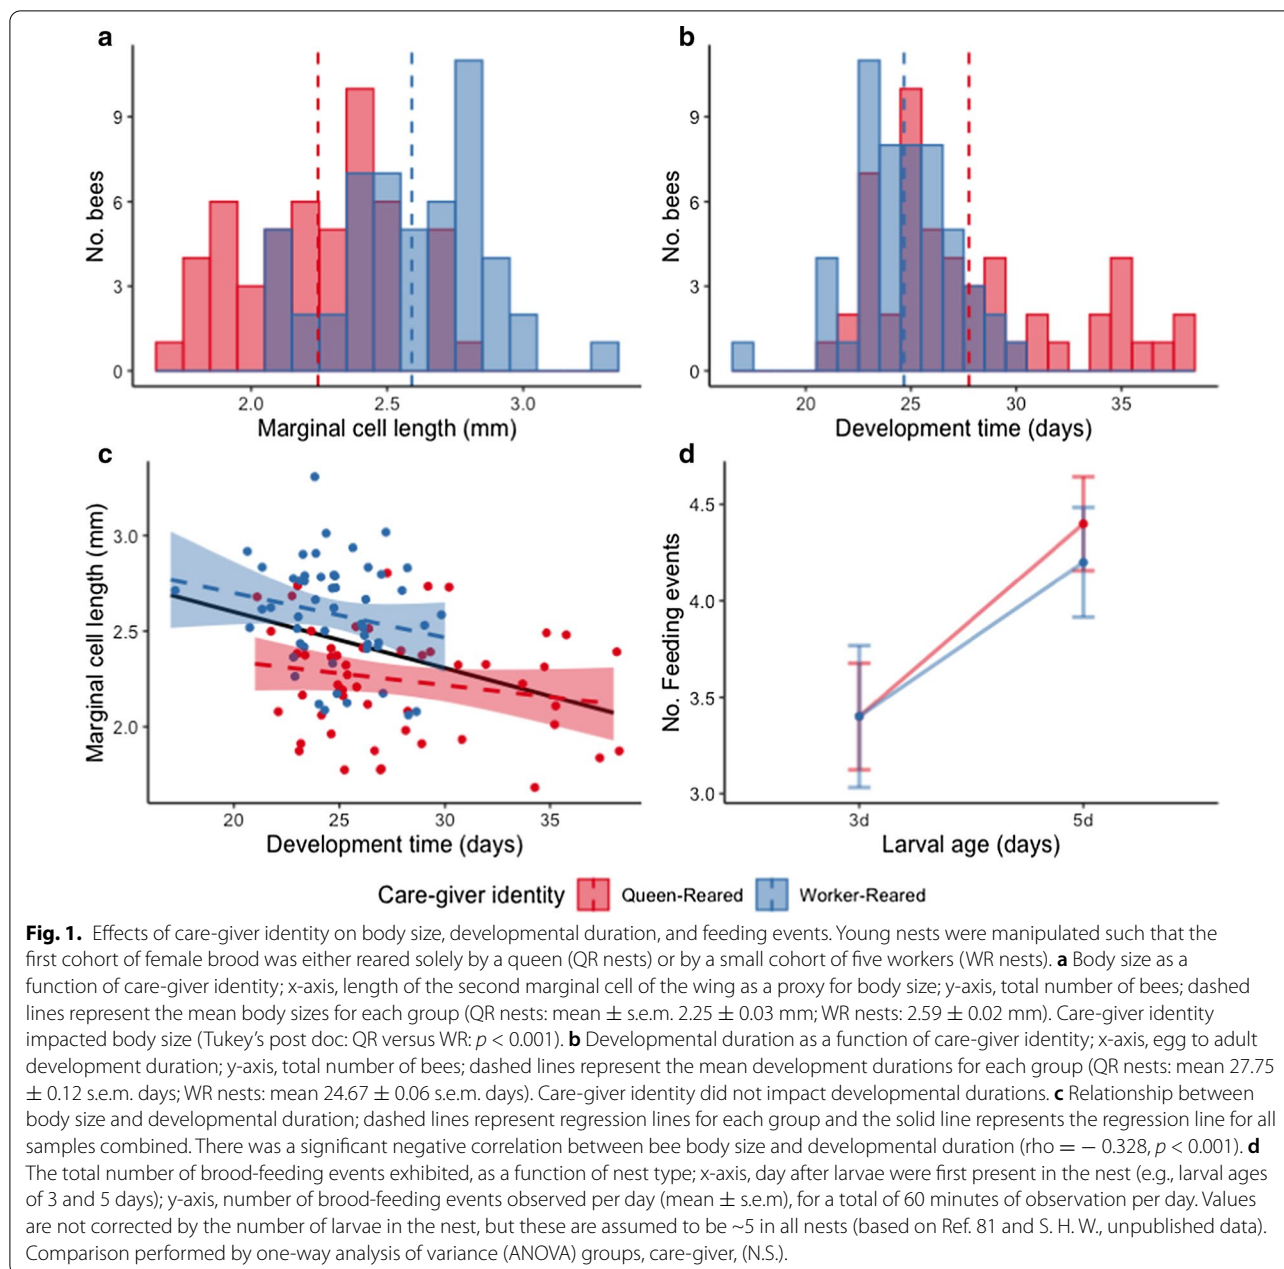 a
No. bees
9
6
3
0
2.0 2.5 3.0
Marginal cell length (mm)
b
No. bees
9
6
3
0
20 25 30 35
Development time (days)
c
Marginal cell length (mm)
3.0
2.5
2.0
20 25 30 35
Development time (days)
d
No. Feeding events
4.5
4.0
3.5
3.0
3d 5d
Larval age (days)
Care-giver identity Queen-Reared Worker-Reared
Fig. 1. Effects of care-giver identity on body size, developmental duration, and feeding events. Young nests were manipulated such that the
first cohort of female brood was either reared solely by a queen (QR nests) or by a small cohort of five workers (WR nests). a Body size as a
function of care-giver identity; x-axis, length of the second marginal cell of the wing as a proxy for body size; y-axis, total number of bees; dashed
lines represent the mean body sizes for each group (QR nests: mean ± s.e.m. 2.25 ± 0.03 mm; WR nests: 2.59 ± 0.02 mm). Care-giver identity
impacted body size (Tukey's post doc: QR versus WR: p < 0.001). b Developmental duration as a function of care-giver identity; x-axis, egg to adult
development duration; y-axis, total number of bees; dashed lines represent the mean development durations for each group (QR nests: mean 27.75
± 0.12 s.e.m. days; WR nests: mean 24.67 ± 0.06 s.e.m. days). Care-giver identity did not impact developmental durations. c Relationship between
body size and developmental duration; dashed lines represent regression lines for each group and the solid line represents the regression line for all
samples combined. There was a significant negative correlation between bee body size and developmental duration (rho = − 0.328, p < 0.001). d
The total number of brood-feeding events exhibited, as a function of nest type; x-axis, day after larvae were first present in the nest (e.g., larval ages
of 3 and 5 days); y-axis, number of brood-feeding events observed per day (mean ± s.e.m), for a total of 60 minutes of observation per day. Values
are not corrected by the number of larvae in the nest, but these are assumed to be ~5 in all nests (based on Ref. 81 and S. H. W., unpublished data).
Comparison performed by one-way analysis of variance (ANOVA) groups, care-giver, (N.S.).